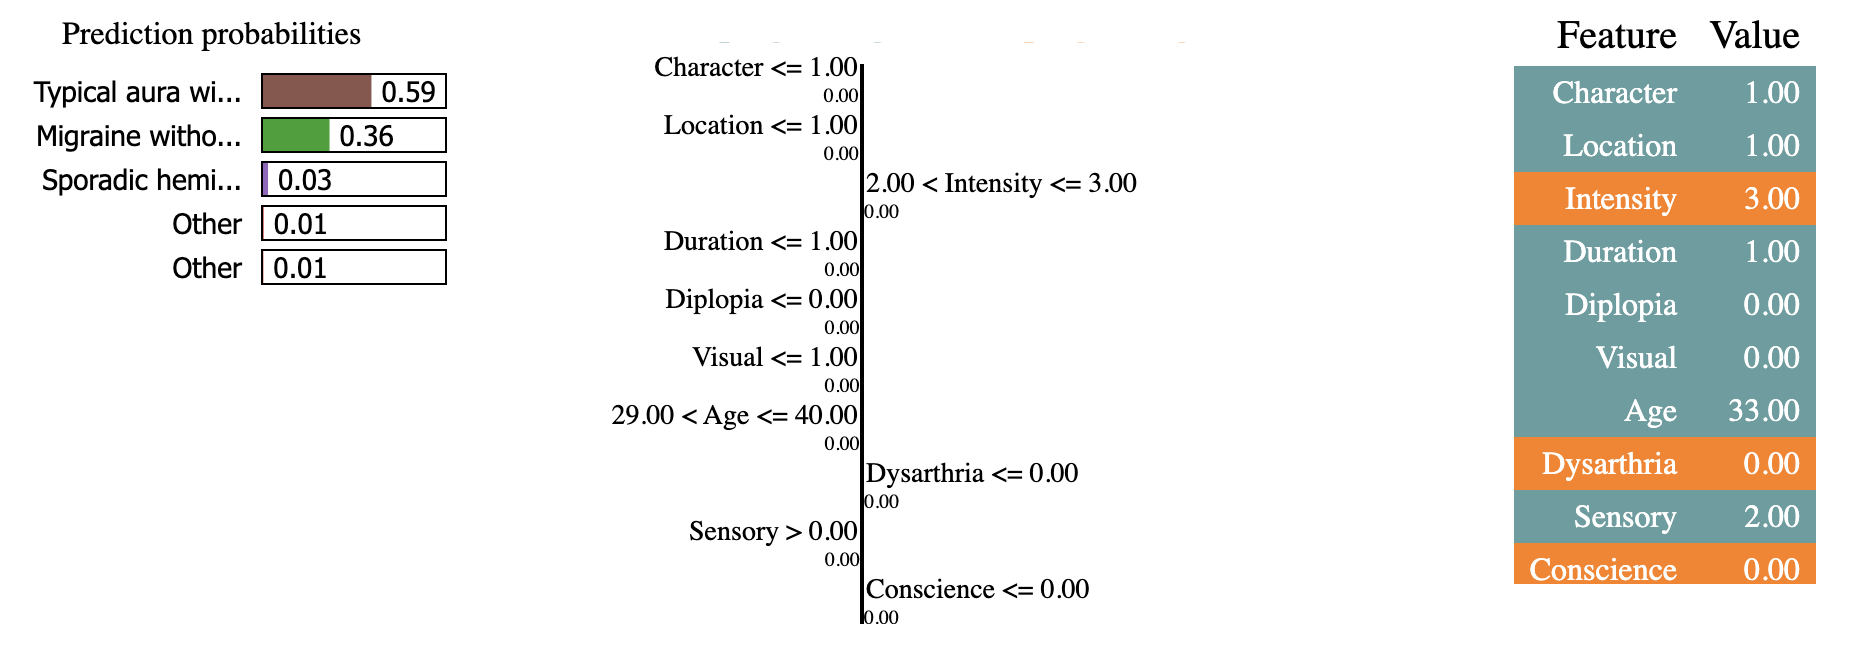 Prediction probabilities
Typical aura wi... 0.59
Migraine witho... 0.36
Sporadic hemi... 0.03
Other 0.01
Other 0.01
Character <= 1.00
0.00
Location <= 1.00
0.00
2.00 < Intensity <= 3.00
0.00
Duration <= 1.00
0.00
Diplopia <= 0.00
0.00
Visual <= 1.00
0.00
29.00 < Age <= 40.00
0.00
Dysarthria <= 0.00
0.00
Sensory > 0.00
0.00
Conscience <= 0.00
0.00
Feature Value
Character 1.00
Location 1.00
Intensity 3.00
Duration 1.00
Diplopia 0.00
Visual 0.00
Age 33.00
Dysarthria 0.00
Sensory 2.00
Conscience 0.00